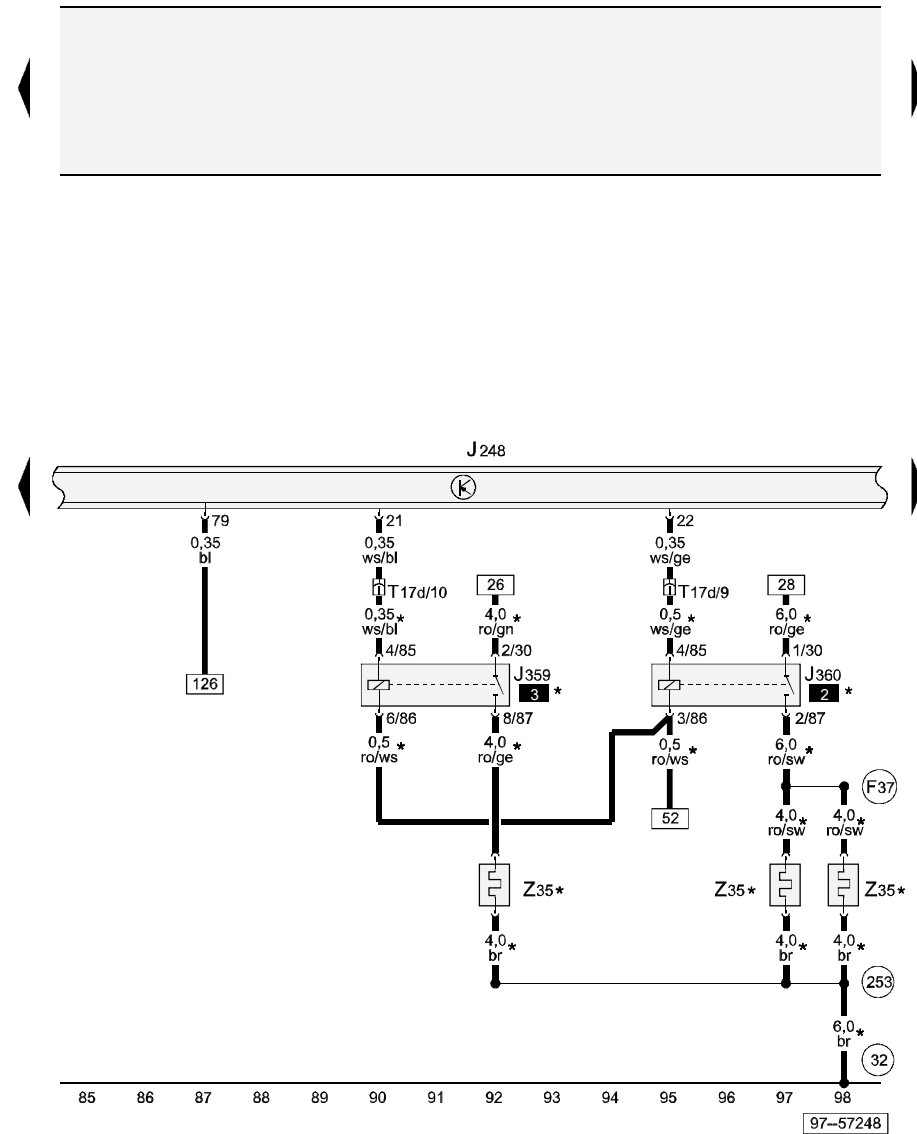 J 248
79 21 22
0,35 0,35 0,35
bl ws/bl ws/ge
T17d/10 26 T17d/9 28
0,35* 4,0* 0,5* 6,0*
ws/bl ro/gn ws/ge ro/ge
4/85 2/30 4/85 1/30
J359 J360
126 3 * 2 *
6/86 8/87 3/86 2/87
0,5* 4,0* 0,5* 6,0*
ro/ws ro/ge ro/ws ro/sw
F37
52 4,0* 4,0*
ro/sw ro/sw
Z35* Z35* Z35*
4,0* 4,0* 4,0*
br br br
253
6,0*
br
32
85 86 87 88 89 90 91 92 93 94 95 96 97 98
97--57248